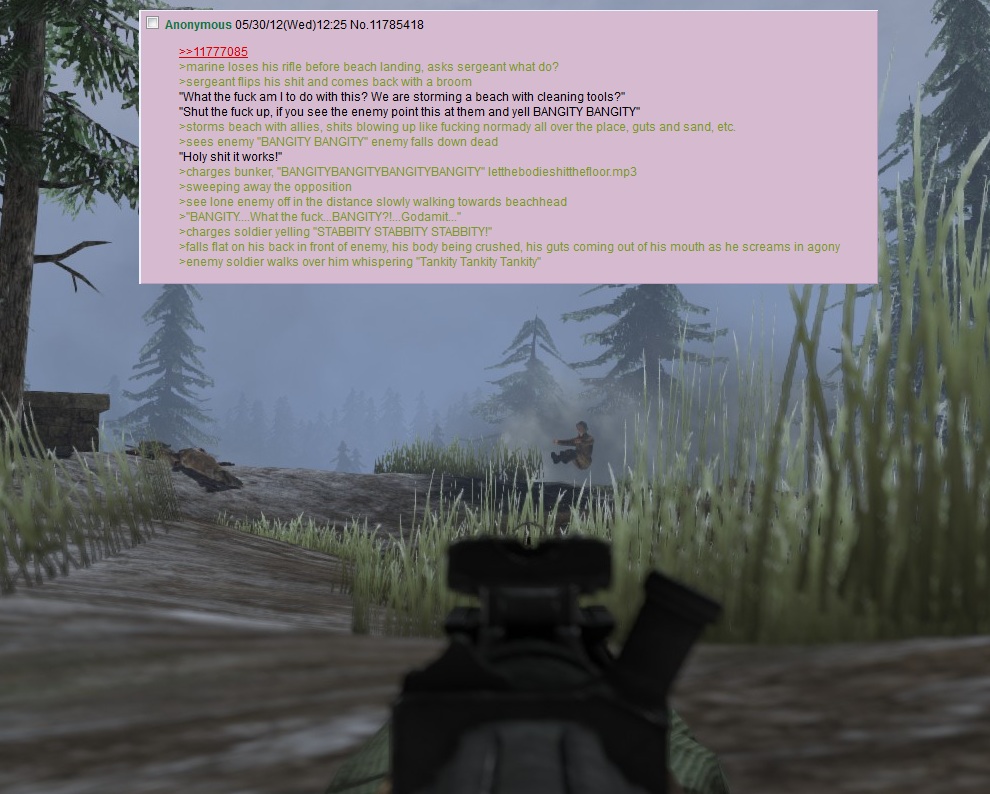 Anonymous 05/30/12(Wed)12:25 No.11785418
>>11777085
>marine loses his rifle before beach landing, asks sergeant what do?
>sergeant flips his shit and comes back with a broom
"What the fuck am I to do with this? We are storming a beach with cleaning tools?"
"Shut the fuck up, if you see the enemy point this at them and yell BANGITY BANGITY"
>storms beach with allies, shits blowing up like fucking normady all over the place, guts and sand, etc.
>sees enemy "BANGITY BANGITY" enemy falls down dead
"Holy shit it works!"
>charges bunker, "BANGITYBANGITYBANGITYBANGITY" letthebodieshitthefloor.mp3
>sweeping away the opposition
>see lone enemy off in the distance slowly walking towards beachhead
>"BANGITY....What the fuck...BANGITY?!...Godamit..."
>charges soldier yelling "STABBITY STABBITY STABBITY!"
>falls flat on his back in front of enemy, his body being crushed, his guts coming out of his mouth as he screams in agony
>enemy soldier walks over him whispering "Tankity Tankity Tankity"